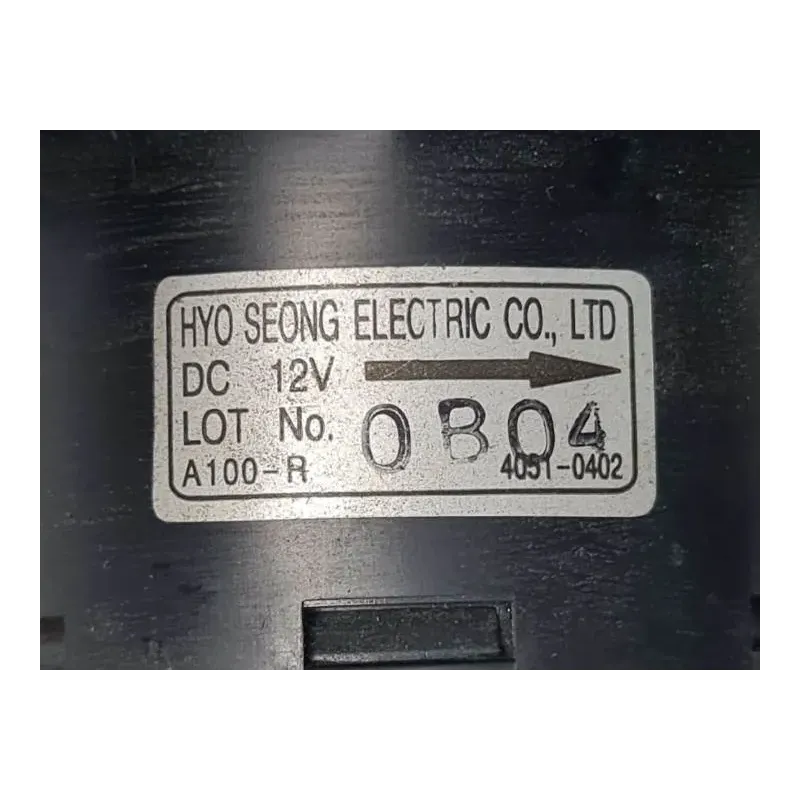 HYO SEONG ELECTRIC CO., LTD
DC 12V
LOT No. 0B04
A100-R 4051-0402